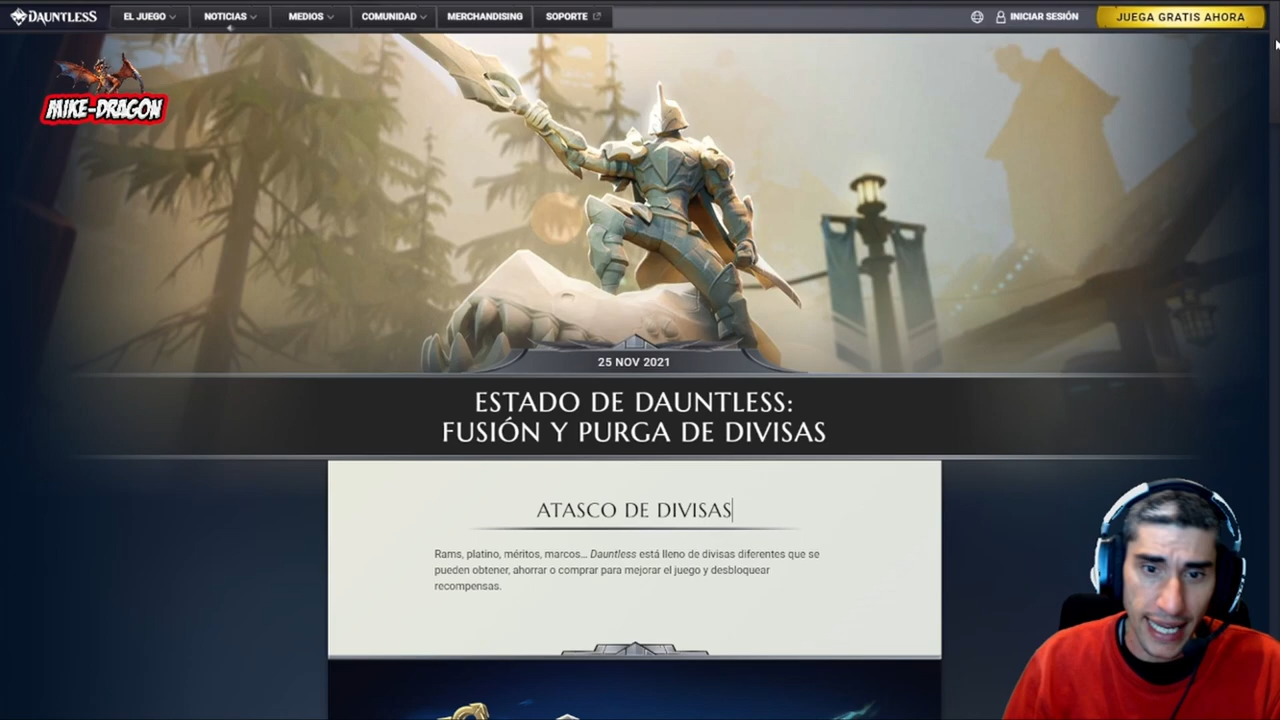 DAUNTLESS
EL JUEGO
NOTICIAS
MEDIOS
COMUNIDAD
MERCHANDISING
SOPORTE
INICIAR SESIÓN
JUEGA GRATIS AHORA
MIKE-DRAGON
25 NOV 2021
ESTADO DE DAUNTLESS:
FUSIÓN Y PURGA DE DIVISAS
ATASCO DE DIVISAS
Rams, platino, méritos, marcos... Dauntless está lleno de divisas diferentes que se
pueden obtener, ahorrar o comprar para mejorar el juego y desbloquear
recompensas.